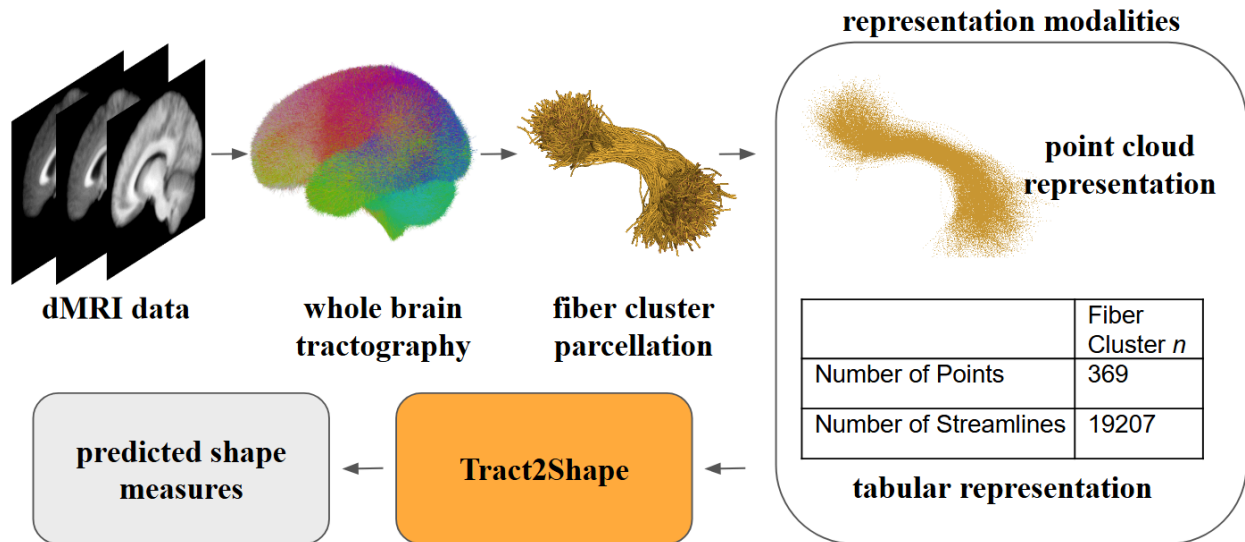 representation modalities
point cloud
representation
dMRI data
whole brain
tractography
fiber cluster
parcellation
Fiber
Cluster n
Number of Points 369
Number of Streamlines 19207
tabular representation
Tract2Shape
predicted shape
measures